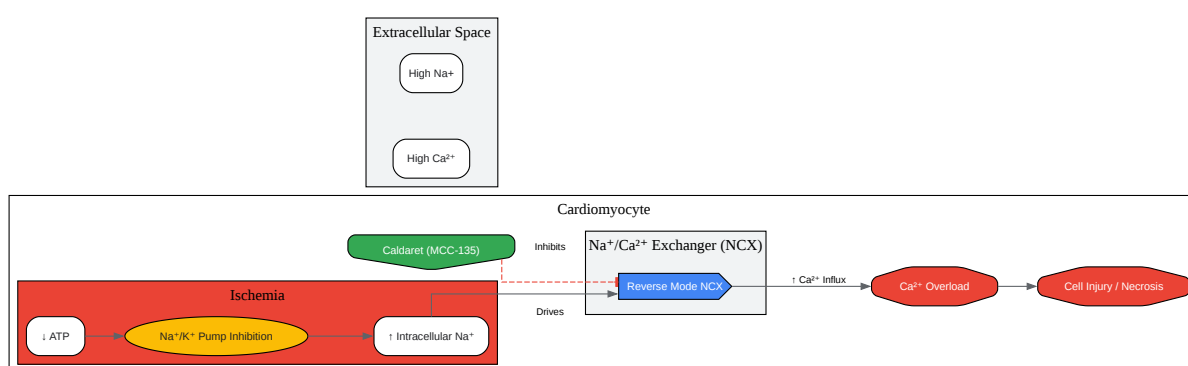 Extracellular Space
High Na+
High Ca²⁺
Cardiomyocyte
Caldaret (MCC-135)
Inhibits
Na⁺/Ca²⁺ Exchanger (NCX)
Reverse Mode NCX
↑ Ca²⁺ Influx
Ca²⁺ Overload
Cell Injury / Necrosis
Ischemia
Drives
↓ ATP
Na⁺/K⁺ Pump Inhibition
↑ Intracellular Na⁺